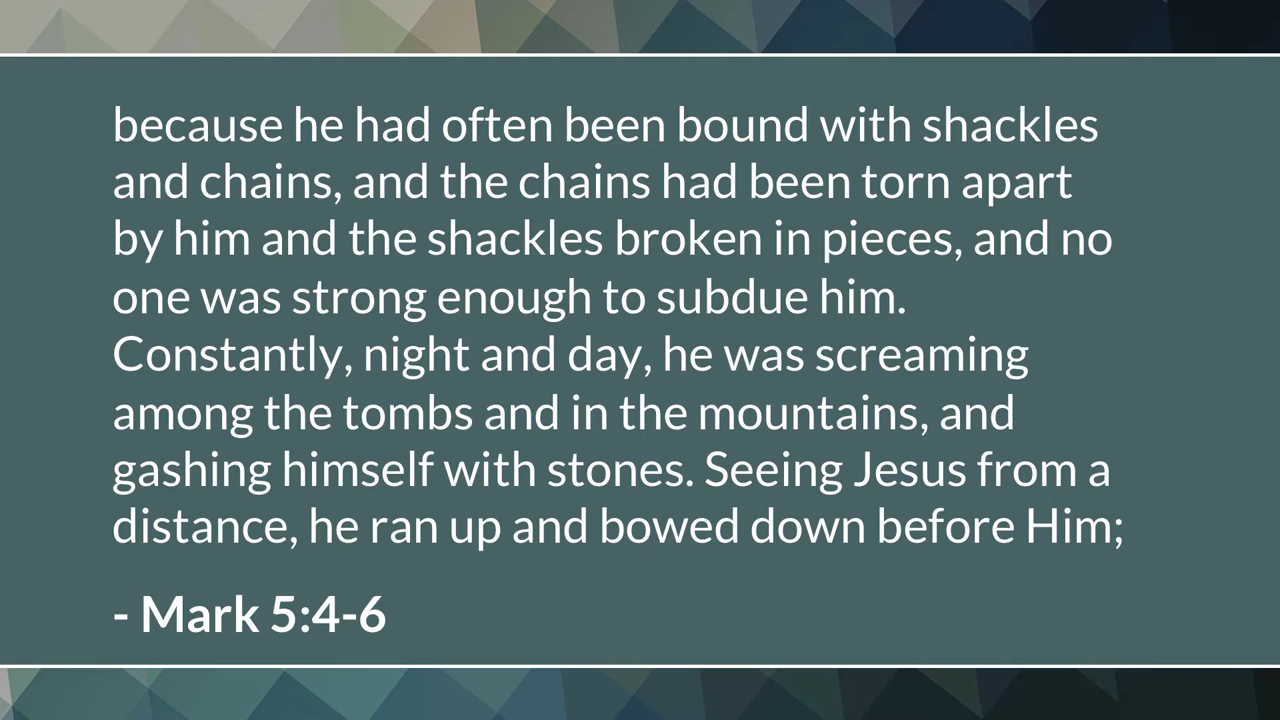 because he had often been bound with shackles
and chains, and the chains had been torn apart
by him and the shackles broken in pieces, and no
one was strong enough to subdue him.
Constantly, night and day, he was screaming
among the tombs and in the mountains, and
gashing himself with stones. Seeing Jesus from a
distance, he ran up and bowed down before Him;
- Mark 5:4-6